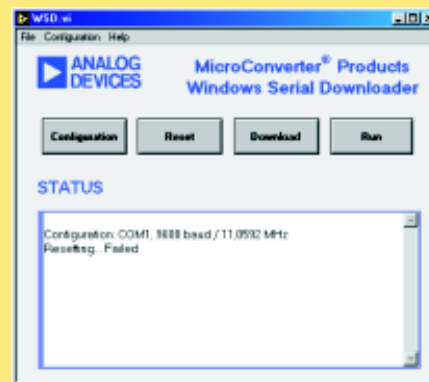 WSD.vi
File Configuration Help
ANALOG
DEVICES
MicroConverter® Products
Windows Serial Downloader
Configuration Reset Download Run
STATUS
Configuration: COM1, 9600 baud / 11,0592 MHz
Resetting... Failed